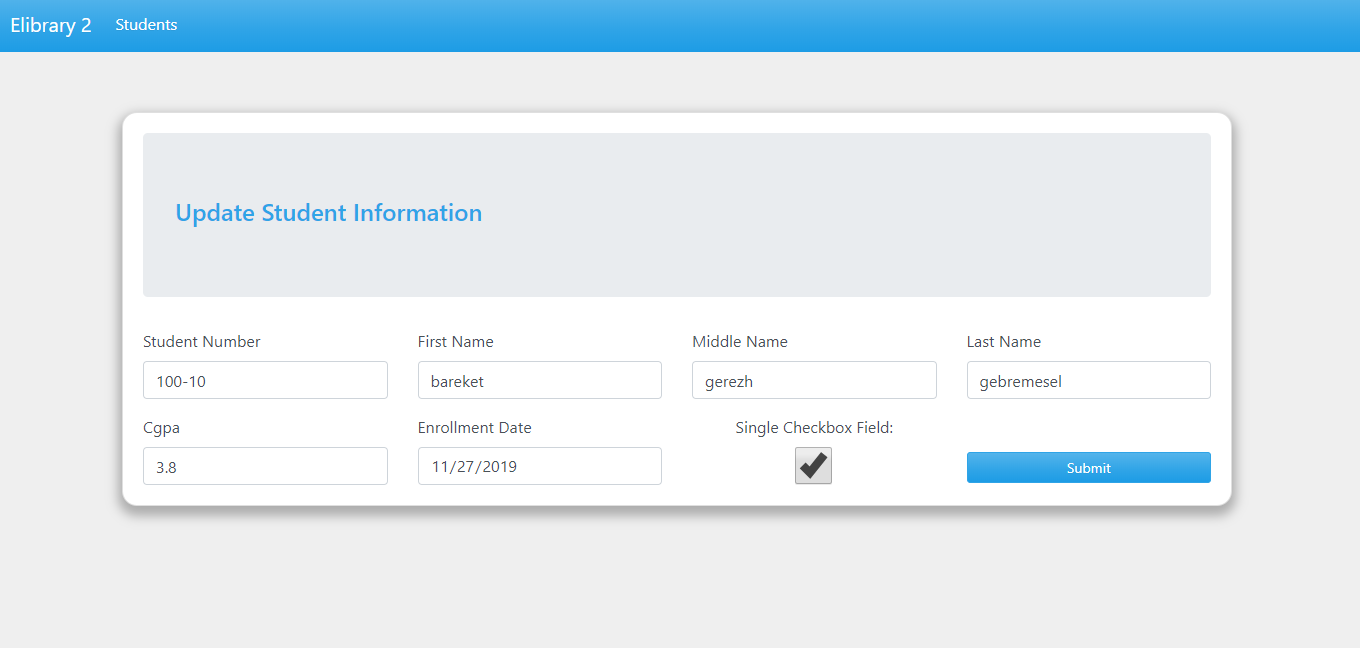 Elibrary 2 Students
Update Student Information
Student Number First Name Middle Name Last Name
100-10 bareket gerezh gebremesel
Cgpa Enrollment Date Single Checkbox Field:
3.8 11/27/2019 Submit